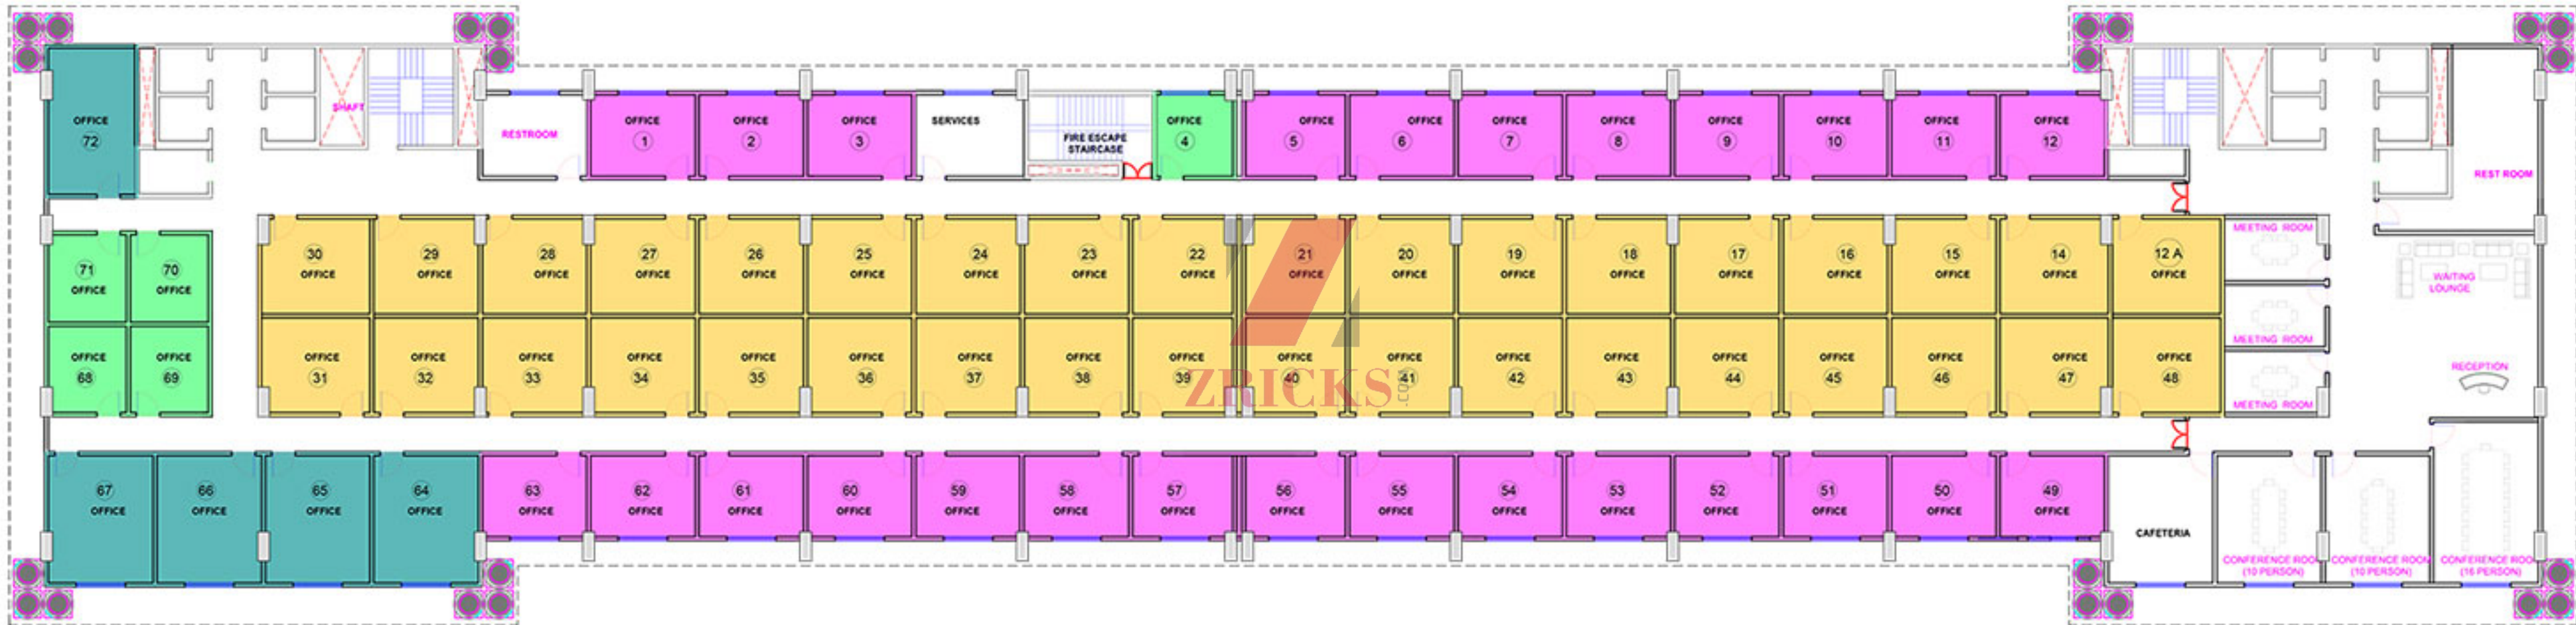 SHAFT
RESTROOM
OFFICE
72
OFFICE
1
OFFICE
2
OFFICE
3
SERVICES
FIRE ESCAPE
STAIRCASE
OFFICE
4
OFFICE
5
OFFICE
6
OFFICE
7
OFFICE
8
OFFICE
9
OFFICE
10
OFFICE
11
OFFICE
12
REST ROOM
71
OFFICE
70
OFFICE
30
OFFICE
29
OFFICE
28
OFFICE
27
OFFICE
26
OFFICE
25
OFFICE
24
OFFICE
23
OFFICE
22
OFFICE
21
OFFICE
20
OFFICE
19
OFFICE
18
OFFICE
17
OFFICE
16
OFFICE
15
OFFICE
14
OFFICE
12 A
OFFICE
MEETING ROOM
WAITING
LOUNGE
MEETING ROOM
OFFICE
68
OFFICE
69
OFFICE
31
OFFICE
32
OFFICE
33
OFFICE
34
OFFICE
35
OFFICE
36
OFFICE
37
OFFICE
38
OFFICE
39
OFFICE
40
OFFICE
41
OFFICE
42
OFFICE
43
OFFICE
44
OFFICE
45
OFFICE
46
OFFICE
47
OFFICE
48
ZRICKS.com
MEETING ROOM
RECEPTION
67
OFFICE
66
OFFICE
65
OFFICE
64
OFFICE
63
OFFICE
62
OFFICE
61
OFFICE
60
OFFICE
59
OFFICE
58
OFFICE
57
OFFICE
56
OFFICE
55
OFFICE
54
OFFICE
53
OFFICE
52
OFFICE
51
OFFICE
50
OFFICE
49
OFFICE
CAFETERIA
CONFERENCE ROOM
(10 PERSON)
CONFERENCE ROOM
(10 PERSON)
CONFERENCE ROOM
(16 PERSON)